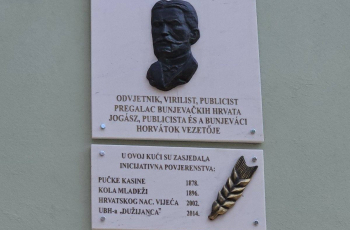 ODVJETNIK, VIRILIST, PUBLICIST
PREGALAC BUNJEVAČKIH HRVATA
JOGÁSZ, PUBLICISTA ÉS A BUNJEVÁCI
HORVÁTOK VEZETŐJE
U OVOJ KUĆI SU ZASJEDALA
INICIJATIVNA POVJERENSTVA:
PUČKE KASINE 1878.
KOLA MLADEŽI 1896.
HRVATSKOG NAC. VIJEĆA 2002.
UBH-a „DUŽIJANCA" 2014.